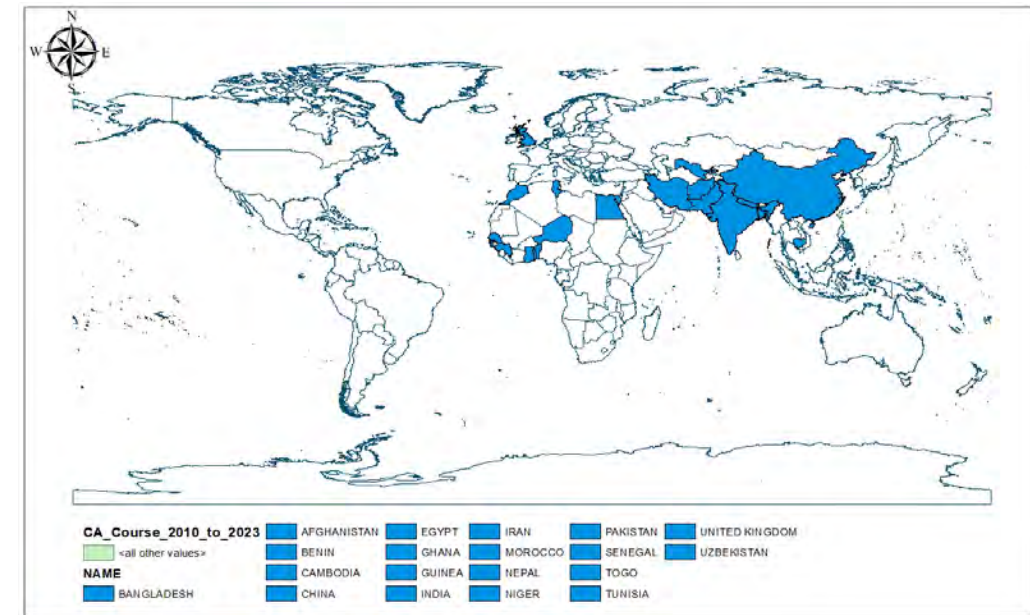 N
W E
S
CA_Course_2010_to_2023 AFGHANISTAN EGYPT IRAN PAKISTAN UNITED KINGDOM
<all other values> BENIN GHANA MOROCCO SENEGAL UZBEKISTAN
NAME CAMBODIA GUINEA NEPAL TOGO
BANGLADESH CHINA INDIA NIGER TUNISIA